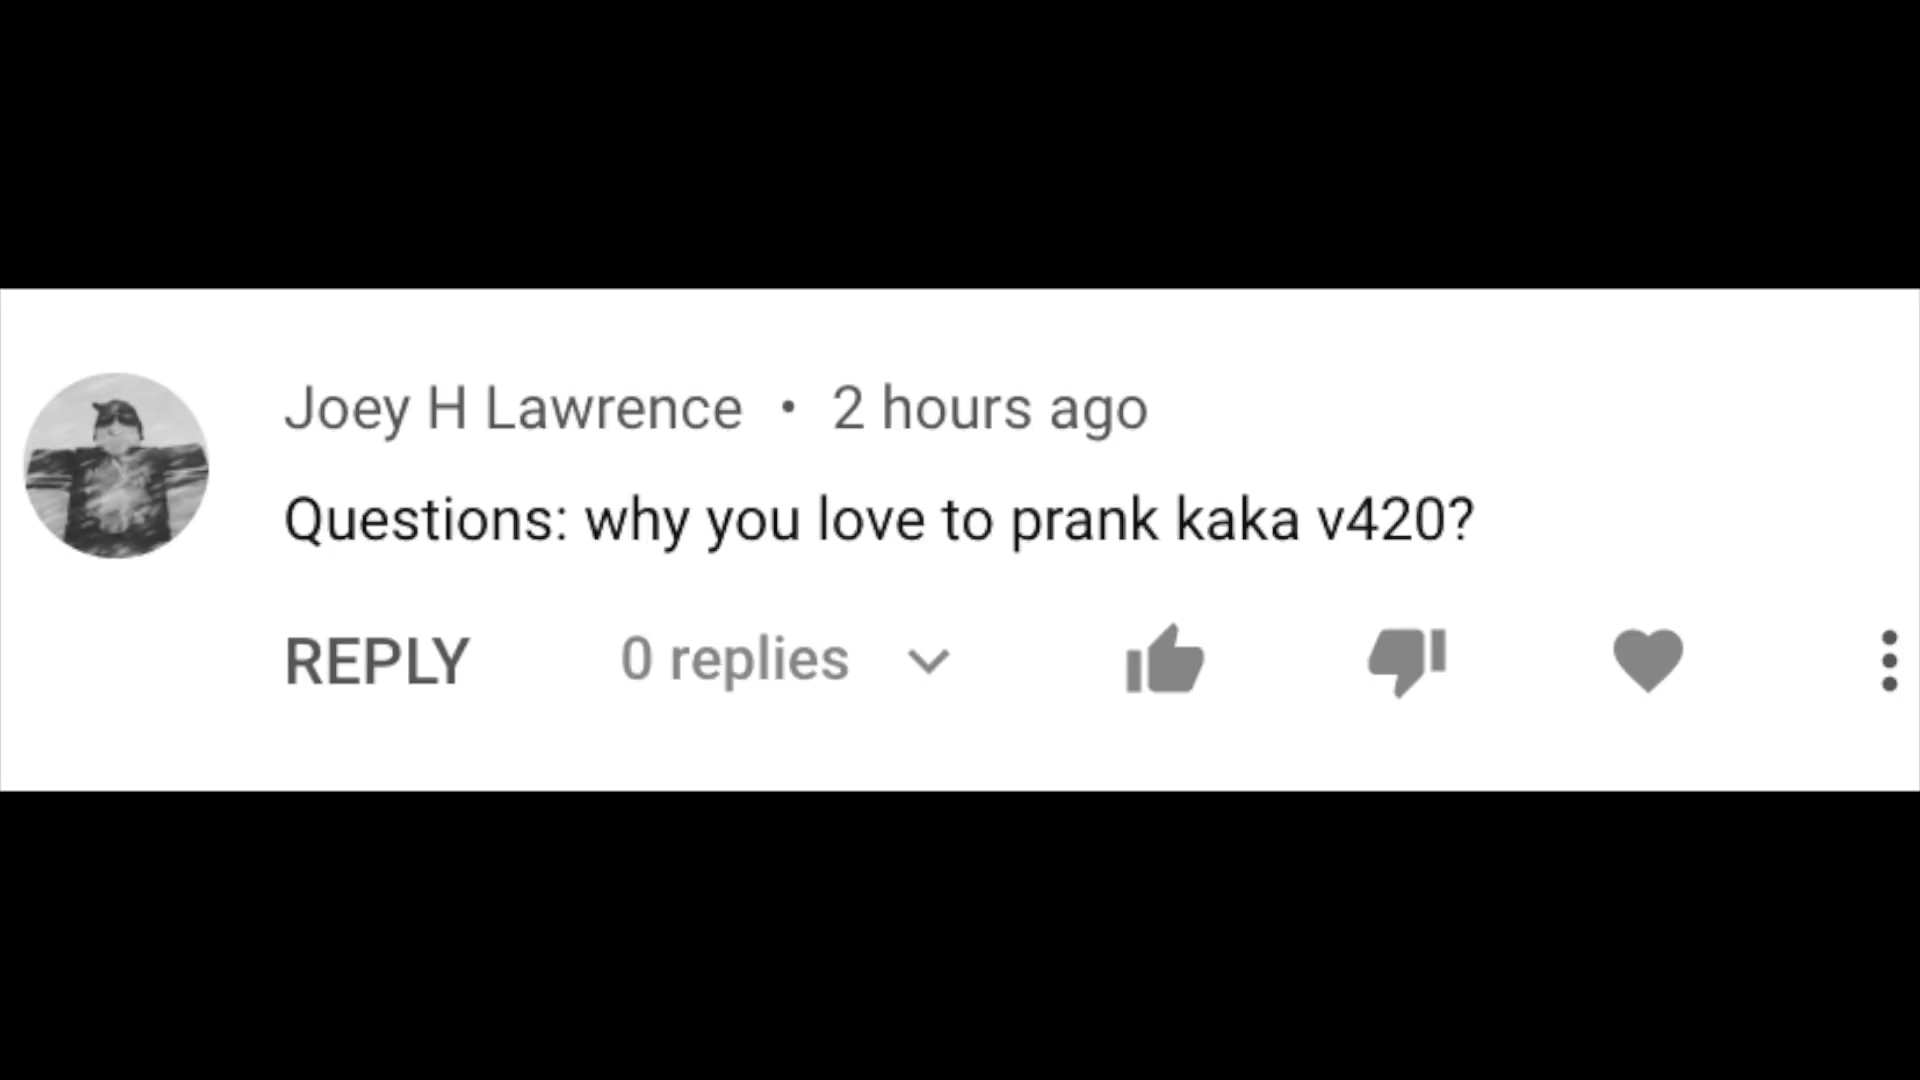 Joey H Lawrence • 2 hours ago
Questions: why you love to prank kaka v420?
REPLY 0 replies